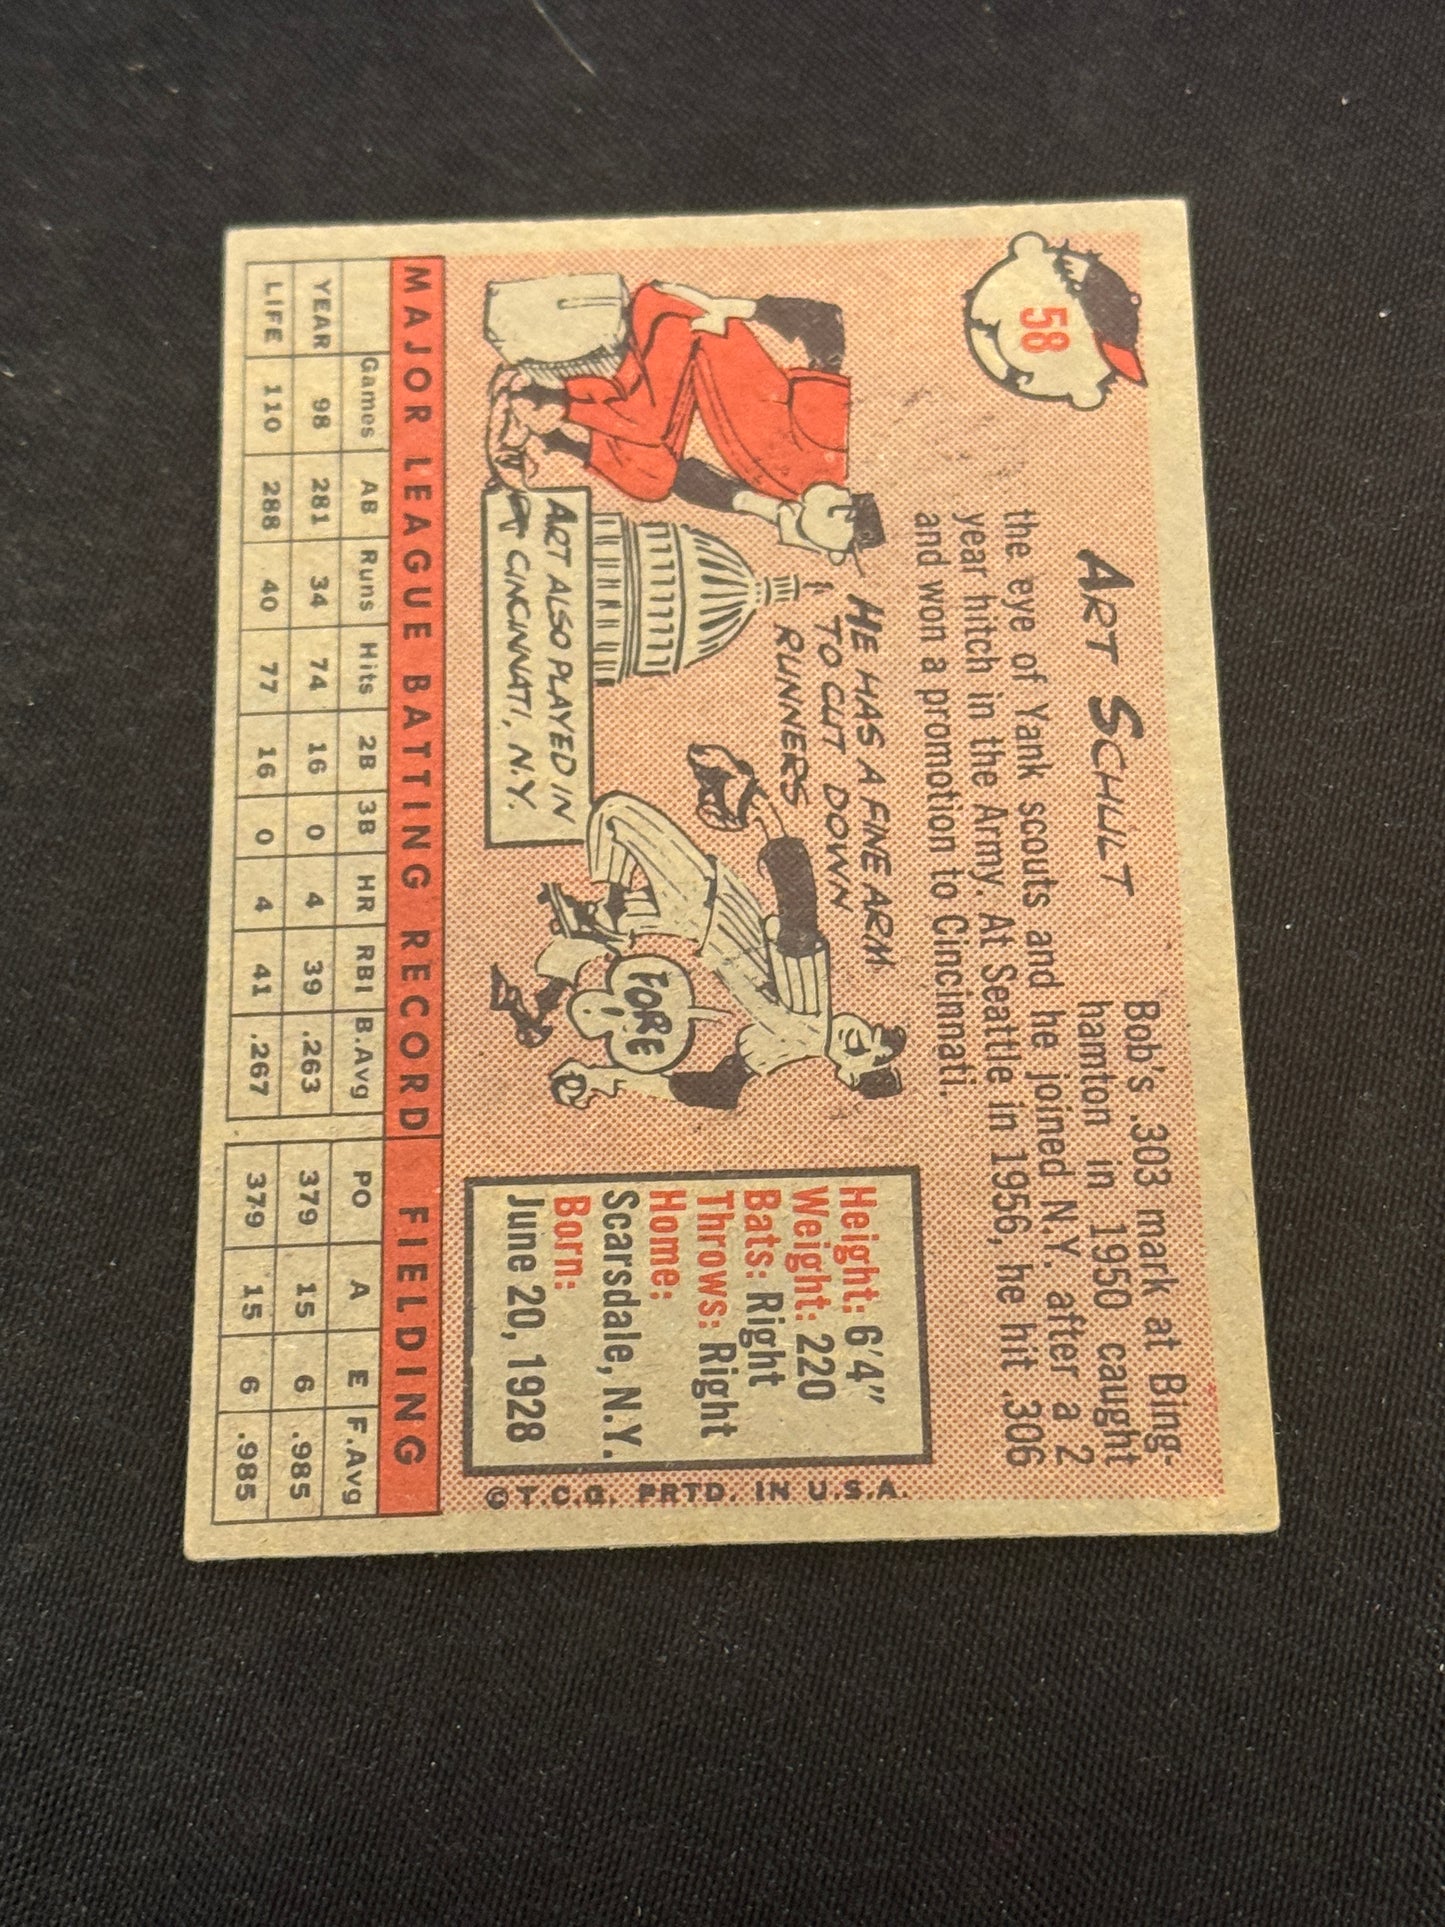 58
ART SCHULT
Bob's .303 mark at Bing-
hamton in 1950 caught
the eye of Yank scouts and he joined N.Y. after a 2
year hitch in the Army. At Seattle in 1956, he hit .306
and won a promotion to Cincinnati.
HE HAS A FINE ARM
TO CUT DOWN
RUNNERS
FORE
ART ALSO PLAYED IN
CINCINNATI, N.Y.
Height: 6'4"
Weight: 220
Bats: Right
Throws: Right
Home:
Scarsdale, N.Y.
Born:
June 20, 1928
© T.C.G. PRTD. IN U.S.A.
MAJOR LEAGUE BATTING RECORD FIELDING
Games AB Runs Hits 2B 3B HR RBI B.Avg PO A E F.Avg
YEAR 98 281 34 74 16 0 4 39 .263 379 15 6 .985
LIFE 110 288 40 77 16 0 4 41 .267 379 15 6 .985